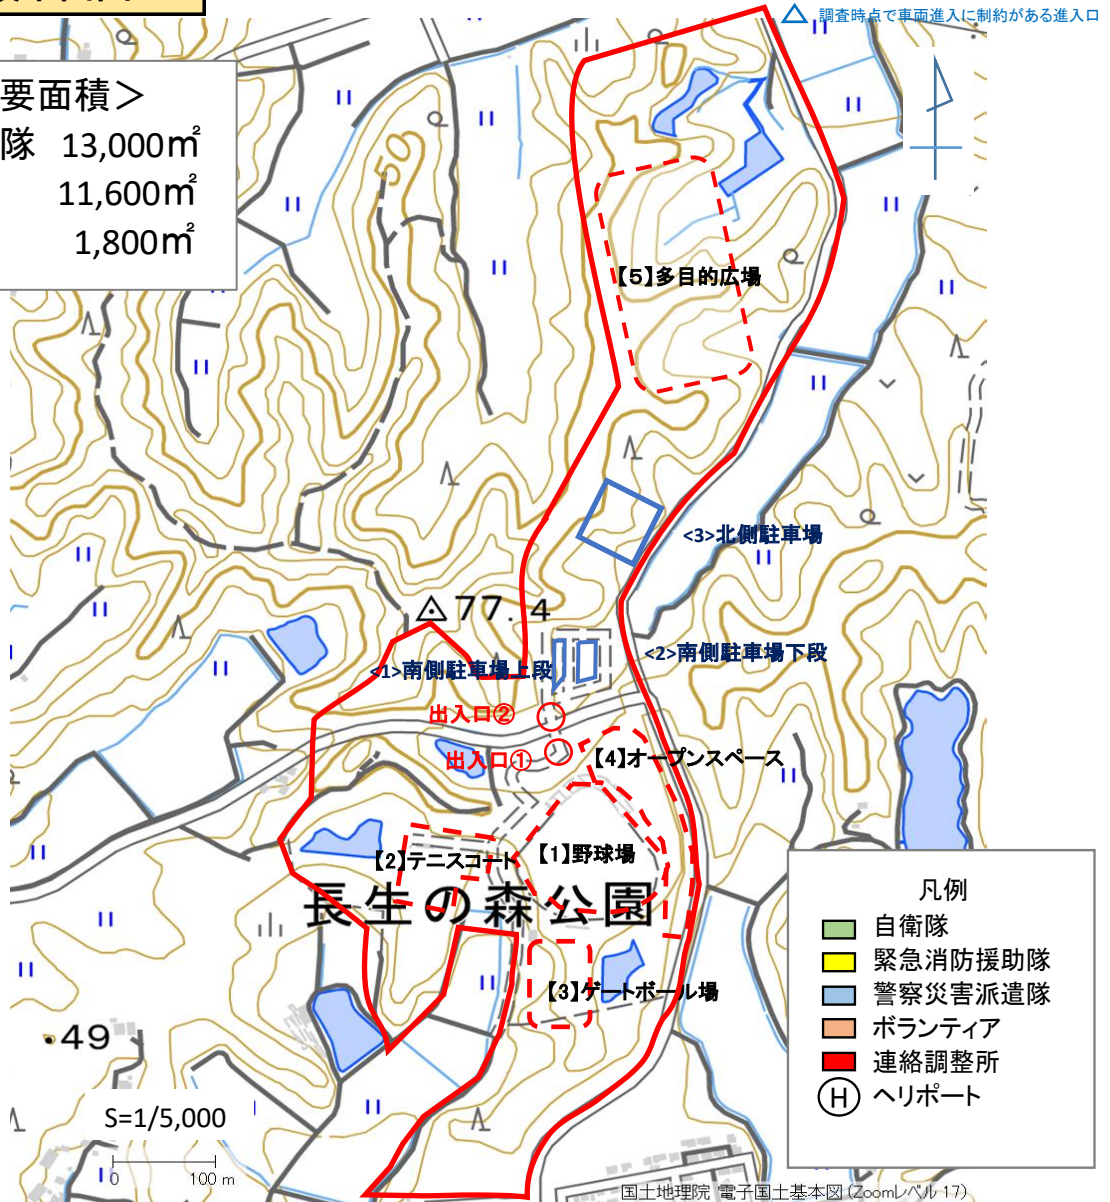 調査時点で車両進入に制約がある進入口
要面積＞
隊 13,000㎡
11,600㎡
1,800㎡
50
【5】多目的広場
<3>北側駐車場
77.4
<1>南側駐車場上段
<2>南側駐車場下段
出入口②
出入口①
【4】オープンスペース
【2】テニスコート
【1】野球場
長生の森公園
【3】ゲートボール場
49
S=1/5,000
0 100 m
凡例
自衛隊
緊急消防援助隊
警察災害派遣隊
ボランティア
連絡調整所
H ヘリポート
国土地理院 電子国土基本図 (Zoomレベル 17)